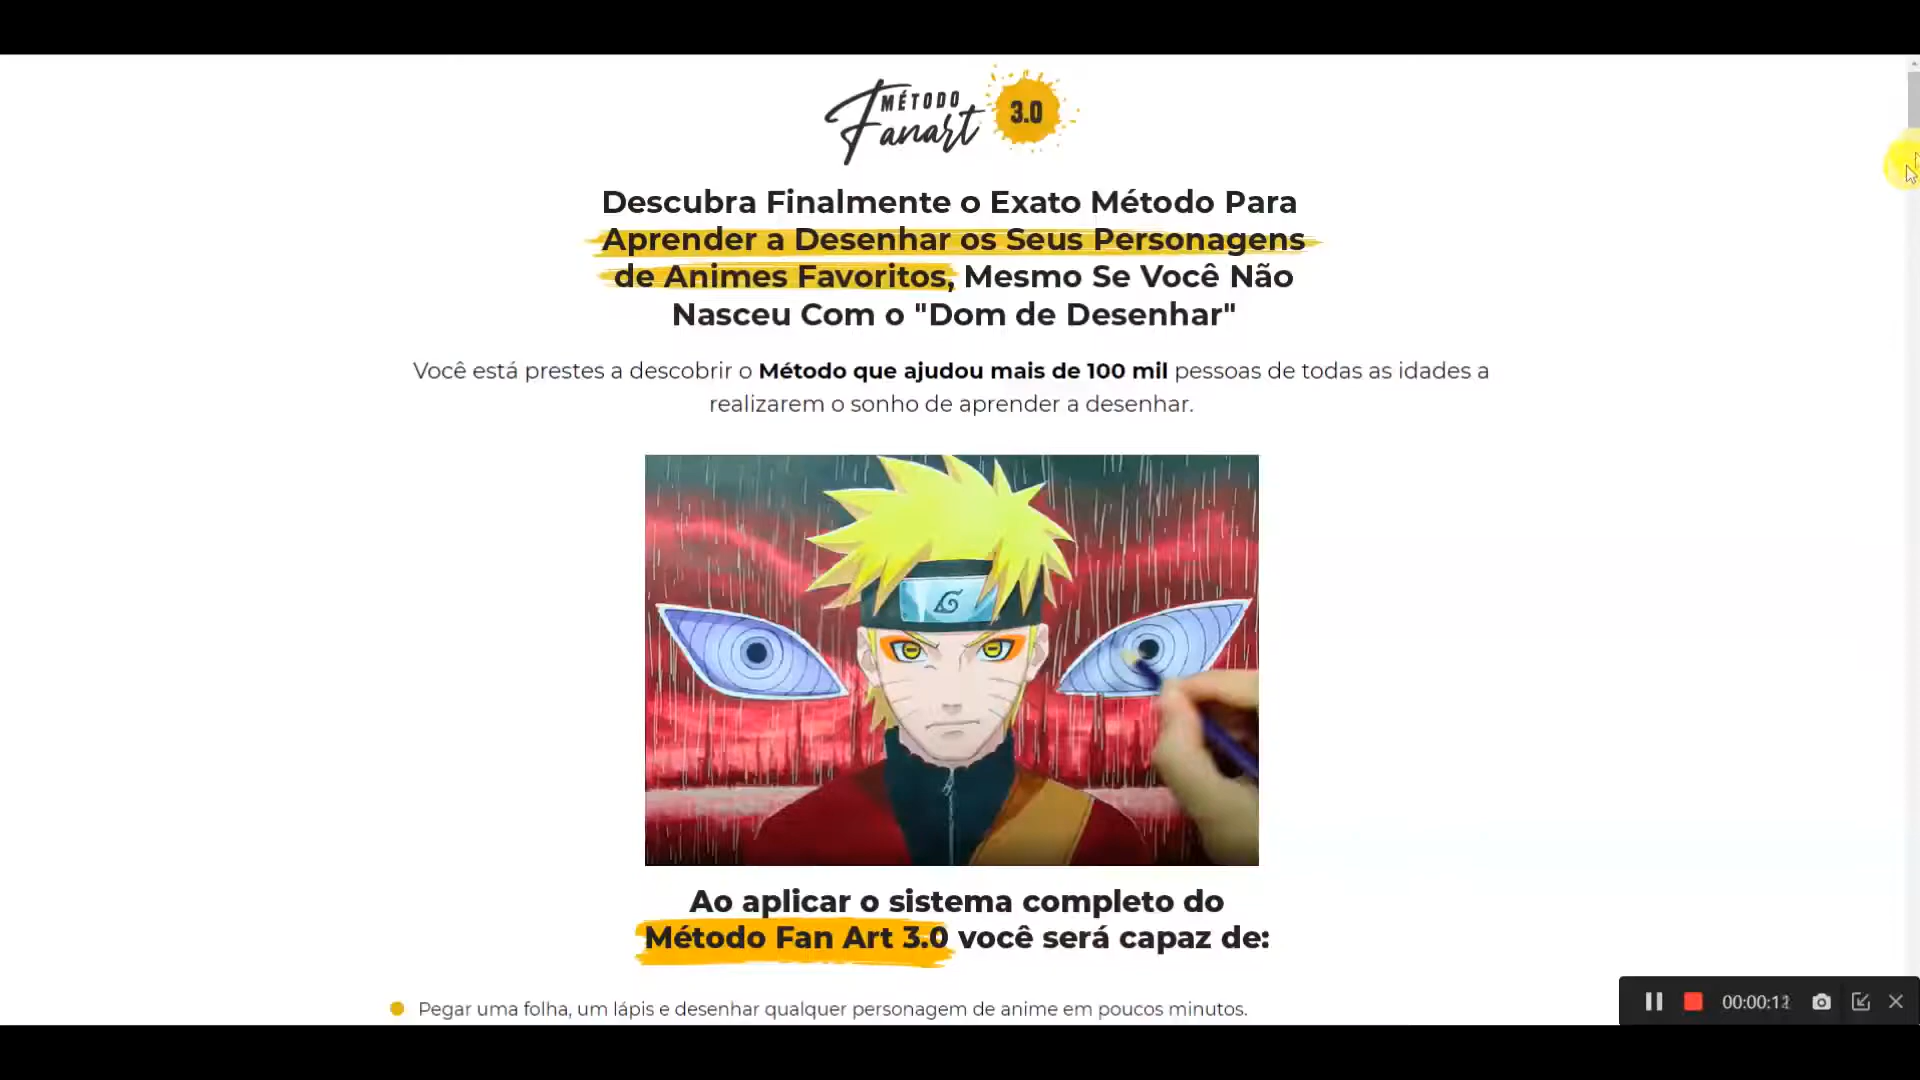 MÉTODO
Fanart
3.0
Descubra Finalmente o Exato Método Para
Aprender a Desenhar os Seus Personagens
de Animes Favoritos, Mesmo Se Você Não
Nasceu Com o "Dom de Desenhar"
Você está prestes a descobrir o Método que ajudou mais de 100 mil pessoas de todas as idades a
realizarem o sonho de aprender a desenhar.
Ao aplicar o sistema completo do
Método Fan Art 3.0 você será capaz de:
Pegar uma folha, um lápis e desenhar qualquer personagem de anime em poucos minutos.